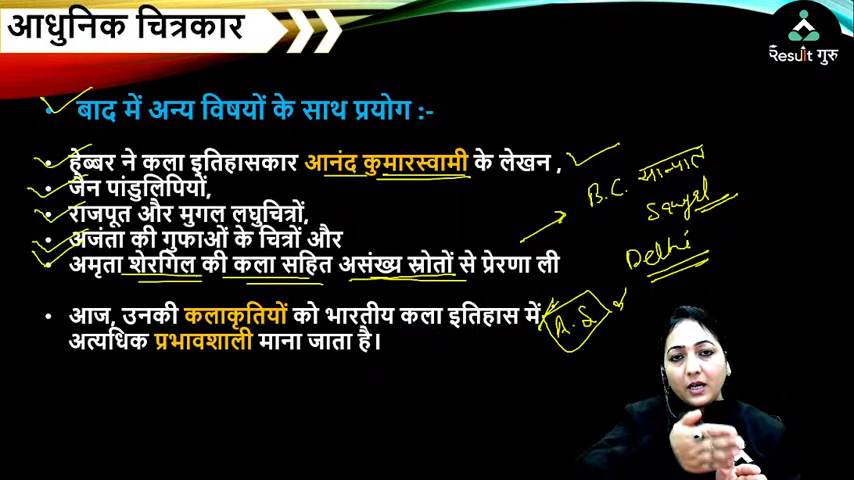 आधुनिक चित्रकार
Result गुरु
बाद में अन्य विषयों के साथ प्रयोग :-
• हेब्बर ने कला इतिहासकार आनंद कुमारस्वामी के लेखन ,
• जैन पांडुलिपियों,
• राजपूत और मुगल लघुचित्रों,
• अजंता की गुफाओं के चित्रों और
• अमृता शेरगिल की कला सहित असंख्य स्रोतों से प्रेरणा ली
• आज, उनकी कलाकृतियों को भारतीय कला इतिहास में
अत्यधिक प्रभावशाली माना जाता है।
B.C. सान्याल
Sanyal
Delhi
A.S